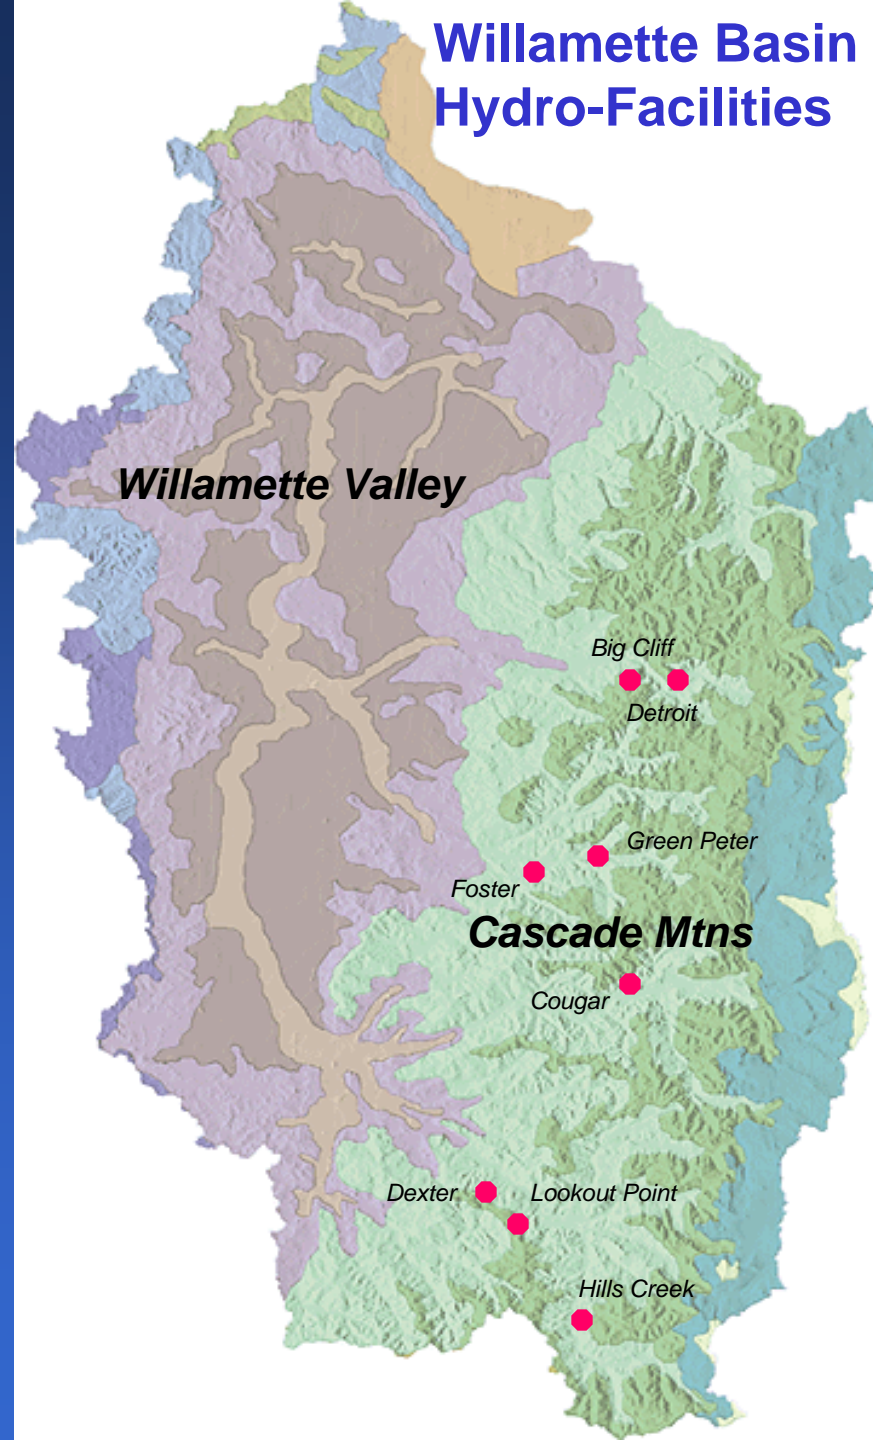 Willamette Basin
Hydro-Facilities
Willamette Valley
Big Cliff
Detroit
Green Peter
Foster
Cascade Mtns
Cougar
Dexter
Lookout Point
Hills Creek